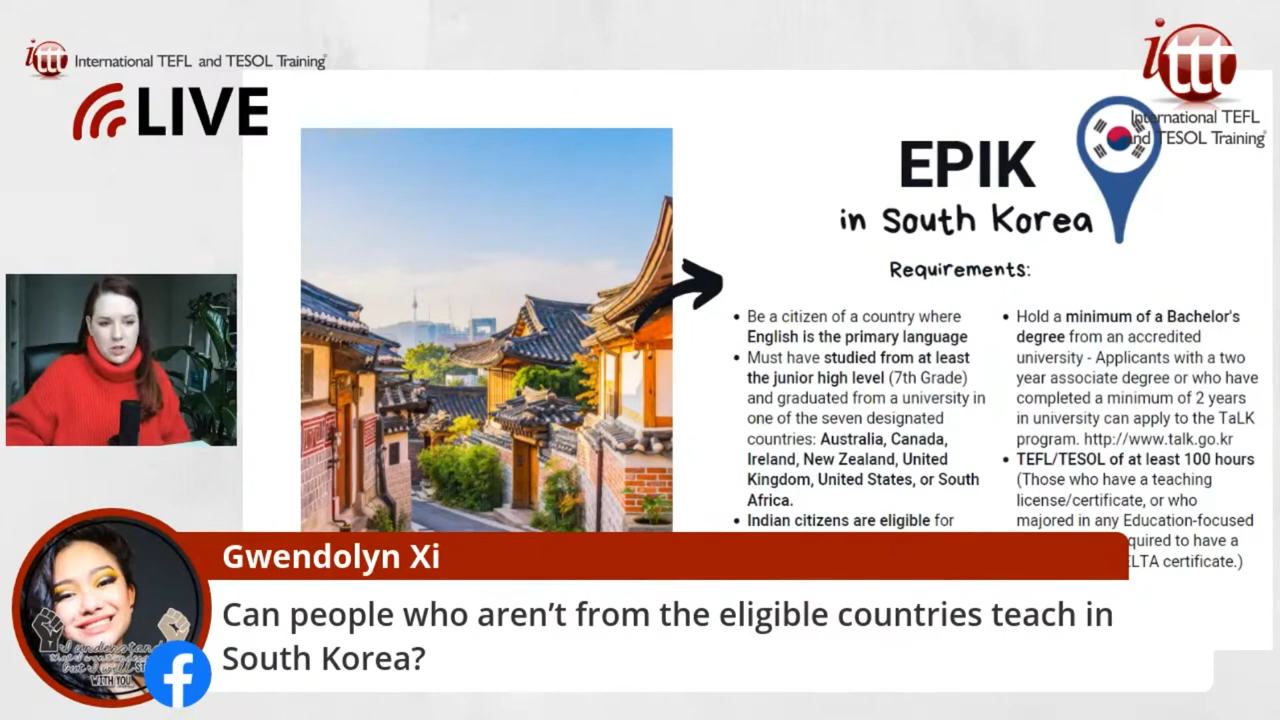 ittt International TEFL and TESOL Training
LIVE
ittt
International TEFL
and TESOL Training
EPIK
in South Korea
Requirements:
• Be a citizen of a country where
English is the primary language
• Must have studied from at least
the junior high level (7th Grade)
and graduated from a university in
one of the seven designated
countries: Australia, Canada,
Ireland, New Zealand, United
Kingdom, United States, or South
Africa.
• Indian citizens are eligible for
• Hold a minimum of a Bachelor's
degree from an accredited
university - Applicants with a two
year associate degree or who have
completed a minimum of 2 years
in university can apply to the TaLK
program. http://www.talk.go.kr
• TEFL/TESOL of at least 100 hours
(Those who have a teaching
license/certificate, or who
majored in any Education-focused
quired to have a
LTA certificate.)
Gwendolyn Xi
Can people who aren't from the eligible countries teach in
South Korea?
I understand
WITH YOU